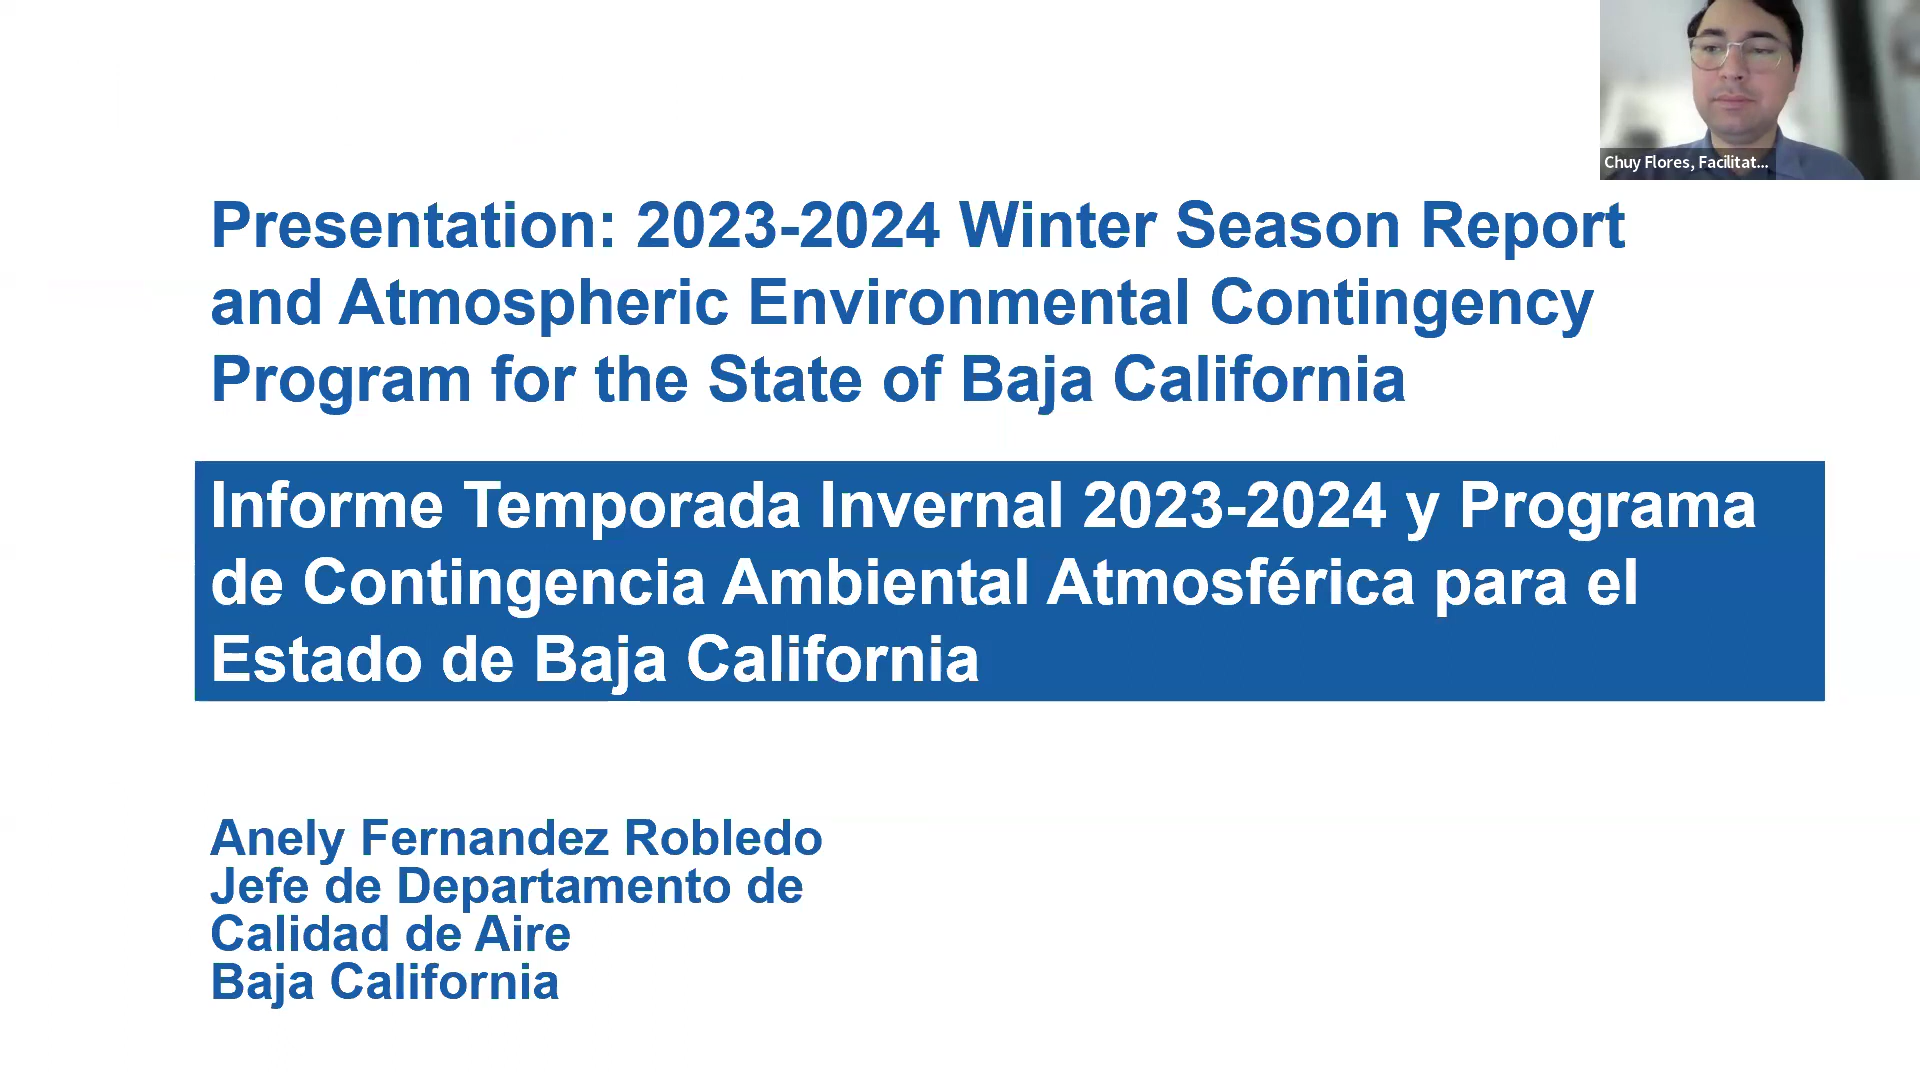 Chuy Flores, Facilitat...
Presentation: 2023-2024 Winter Season Report
and Atmospheric Environmental Contingency
Program for the State of Baja California
Informe Temporada Invernal 2023-2024 y Programa
de Contingencia Ambiental Atmosférica para el
Estado de Baja California
Anely Fernandez Robledo
Jefe de Departamento de
Calidad de Aire
Baja California